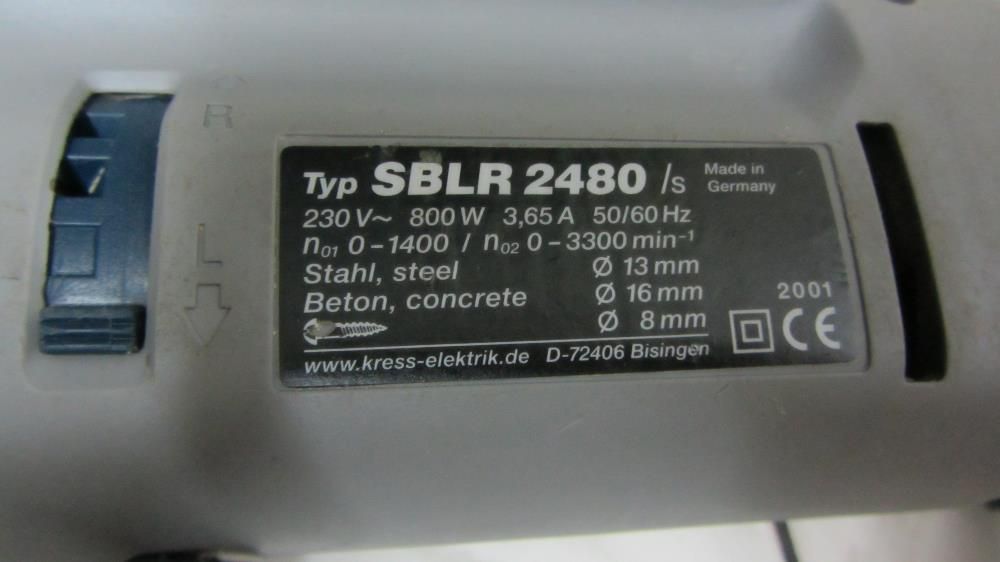 R
L
Typ SBLR 2480 /s Made in Germany
230 V~ 800 W 3,65 A 50/60 Hz
n01 0–1400 / n02 0–3300 min-1
Stahl, steel Ø 13 mm
Beton, concrete Ø 16 mm
Ø 8 mm
2001
CE
www.kress-elektrik.de D-72406 Bisingen